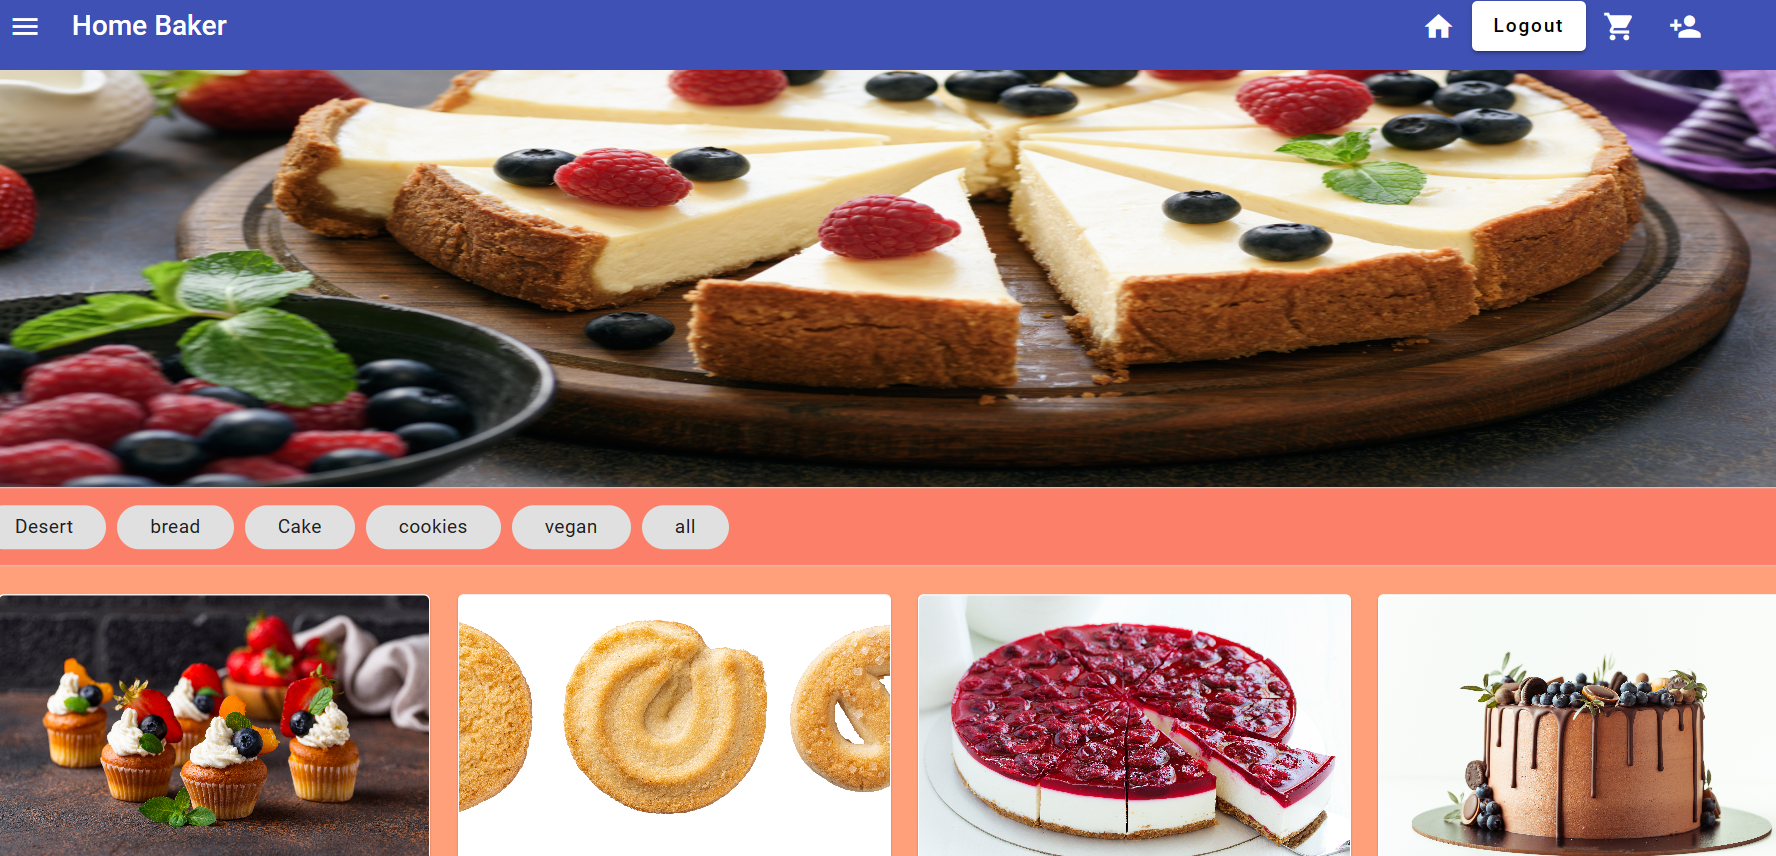 Home Baker
Logout
Desert
bread
Cake
cookies
vegan
all